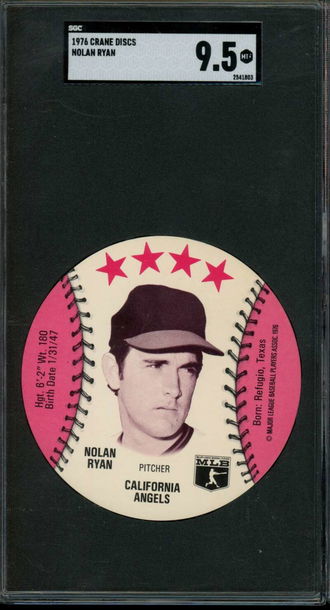 SGC
1976 CRANE DISCS
NOLAN RYAN
9.5
MT+
2541803
Hgt. 6'-2" Wt. 180
Birth Date 1/31/47
Born: Refugio, Texas
© MAJOR LEAGUE BASEBALL PLAYERS ASSOC. 1976
NOLAN
RYAN
PITCHER
CALIFORNIA
ANGELS
MLB